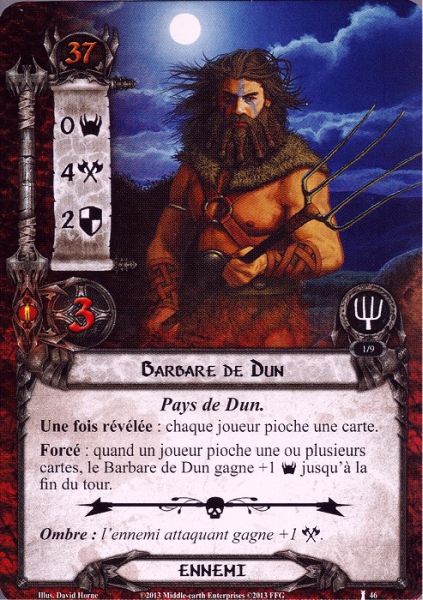 37
0
4
2
3
1/9
BARBARE DE DUN
Pays de Dun.
Une fois révélée : chaque joueur pioche une carte.
Forcé : quand un joueur pioche une ou plusieurs
cartes, le Barbare de Dun gagne +1 jusqu'à la
fin du tour.
Ombre : l'ennemi attaquant gagne +1 .
ENNEMI
Illus. David Horne ©2013 Middle-earth Enterprises ©2013 FFG 46